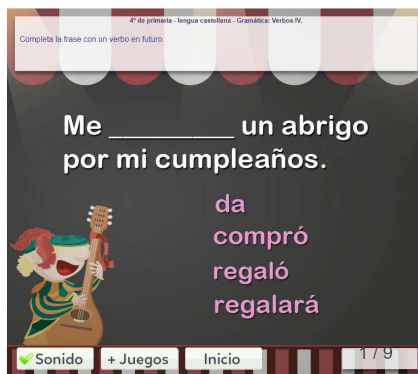 4º de primaria - lengua castellana - Gramática: Verbos IV.
Completa la frase con un verbo en futuro.
Me __________ un abrigo
por mi cumpleaños.
da
compró
regaló
regalará
Sonido
+ Juegos
Inicio
1 / 9